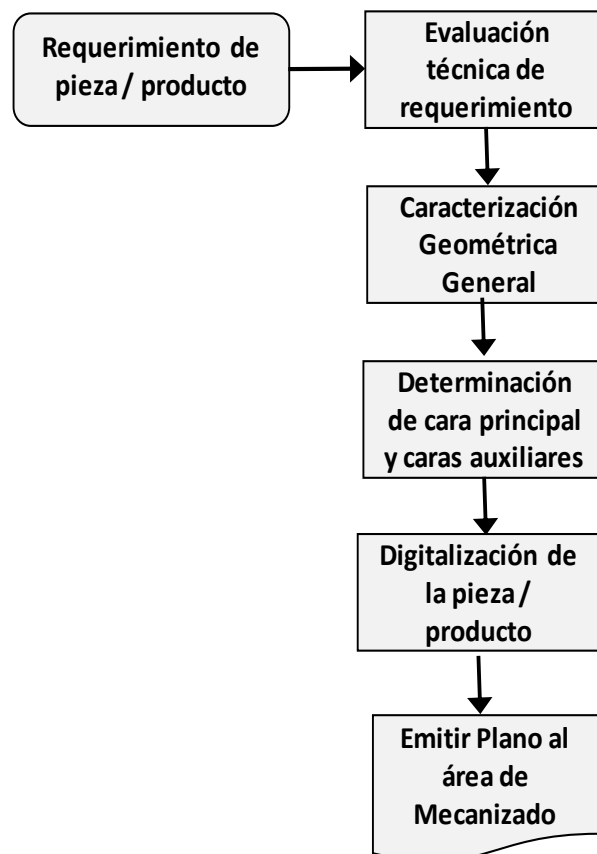 Requerimiento de
pieza / producto
Evaluación
técnica de
requerimiento
Caracterización
Geométrica
General
Determinación
de cara principal
y caras auxiliares
Digitalización de
la pieza /
producto
Emitir Plano al
área de
Mecanizado